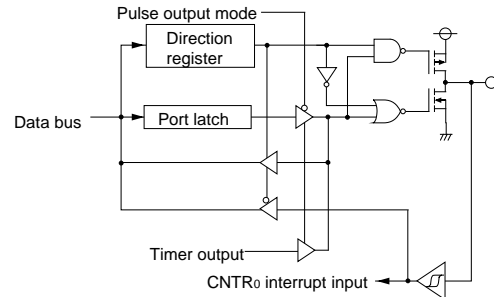 Pulse output mode
Direction
register
Data bus
Port latch
Timer output
CNTR0 interrupt input